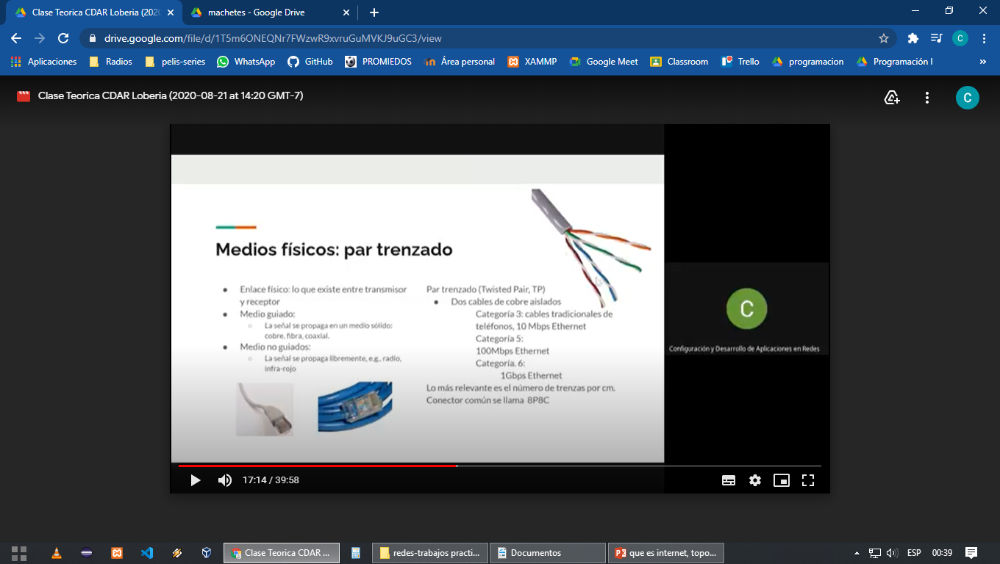 Clase Teorica CDAR Loberia (202
machetes - Google Drive
drive.google.com/file/d/1T5m6ONEQNr7FWzwR9xvruGuMVKJ9uGC3/view
C
Aplicaciones
Radios
pelis-series
WhatsApp
GitHub
PROMIEDOS
Área personal
XAMMP
Google Meet
Classroom
Trello
programacion
Programación I
»
Clase Teorica CDAR Loberia (2020-08-21 at 14:20 GMT-7)
C
Medios físicos: par trenzado
● Enlace físico: lo que existe entre transmisor
y receptor
● Medio guiado:
○ La señal se propaga en un medio sólido:
cobre, fibra, coaxial.
● Medio no guiados:
○ La señal se propaga libremente, e.g., radio,
infra-rojo
Par trenzado (Twisted Pair, TP)
● Dos cables de cobre aislados
Categoría 3: cables tradicionales de
teléfonos, 10 Mbps Ethernet
Categoría 5:
100Mbps Ethernet
Categoría. 6:
1Gbps Ethernet
Lo más relevante es el número de trenzas por cm.
Conector común se llama 8P8C
C
Configuración y Desarrollo de Aplicaciones en Redes
17:14 / 39:58
Clase Teorica CDAR ...
redes-trabajos practi...
Documentos
que es internet, topo...
ESP
00:39